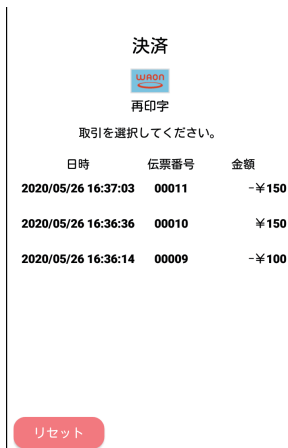 決済
WAON
再印字
取引を選択してください。
日時 伝票番号 金額
2020/05/26 16:37:03 00011 -￥150
2020/05/26 16:36:36 00010 ￥150
2020/05/26 16:36:14 00009 -￥100
リセット